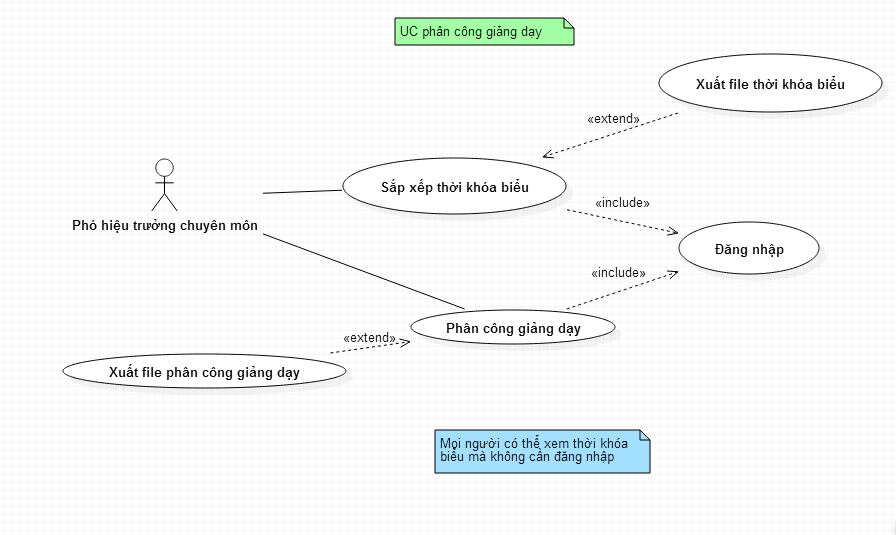 UC phân công giảng dạy
Xuất file thời khóa biểu
«extend»
Sắp xếp thời khóa biểu
«include»
Phó hiệu trưởng chuyên môn
Đăng nhập
«include»
Phân công giảng dạy
«extend»
Xuất file phân công giảng dạy
Mọi người có thể xem thời khóa
biểu mà không cần đăng nhập